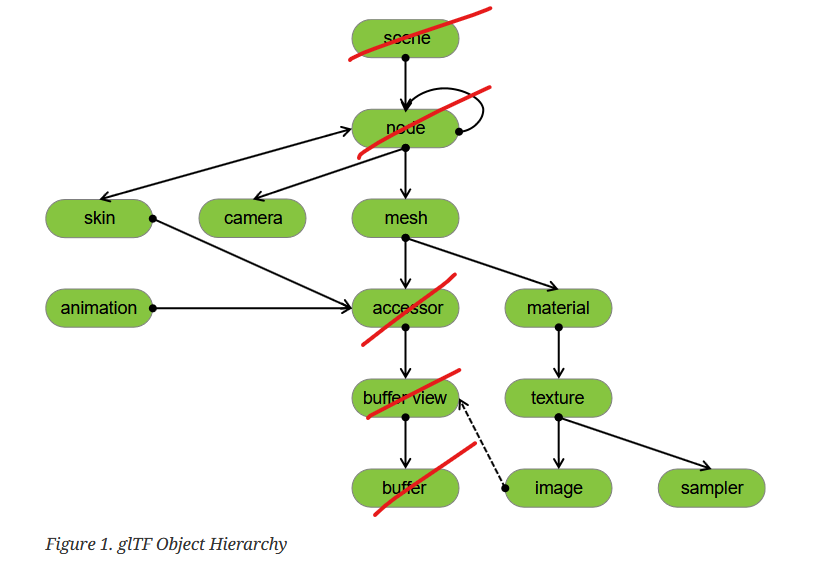 scene
node
skin
camera
mesh
animation
accessor
material
buffer view
texture
buffer
image
sampler
Figure 1. glTF Object Hierarchy